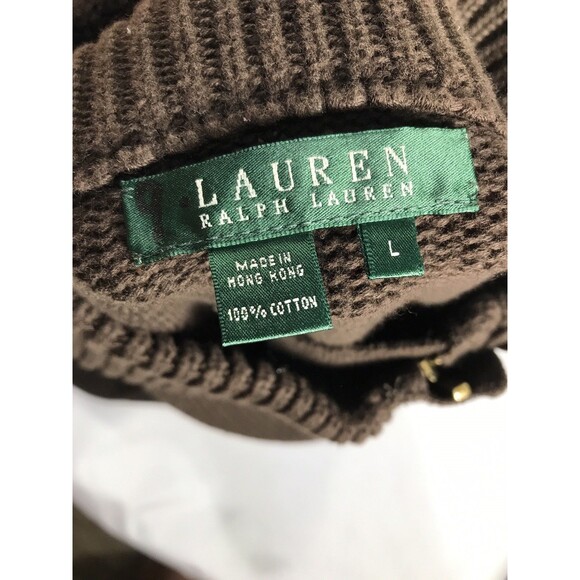 LAUREN
RALPH LAUREN
MADE IN
HONG KONG
100% COTTON
L